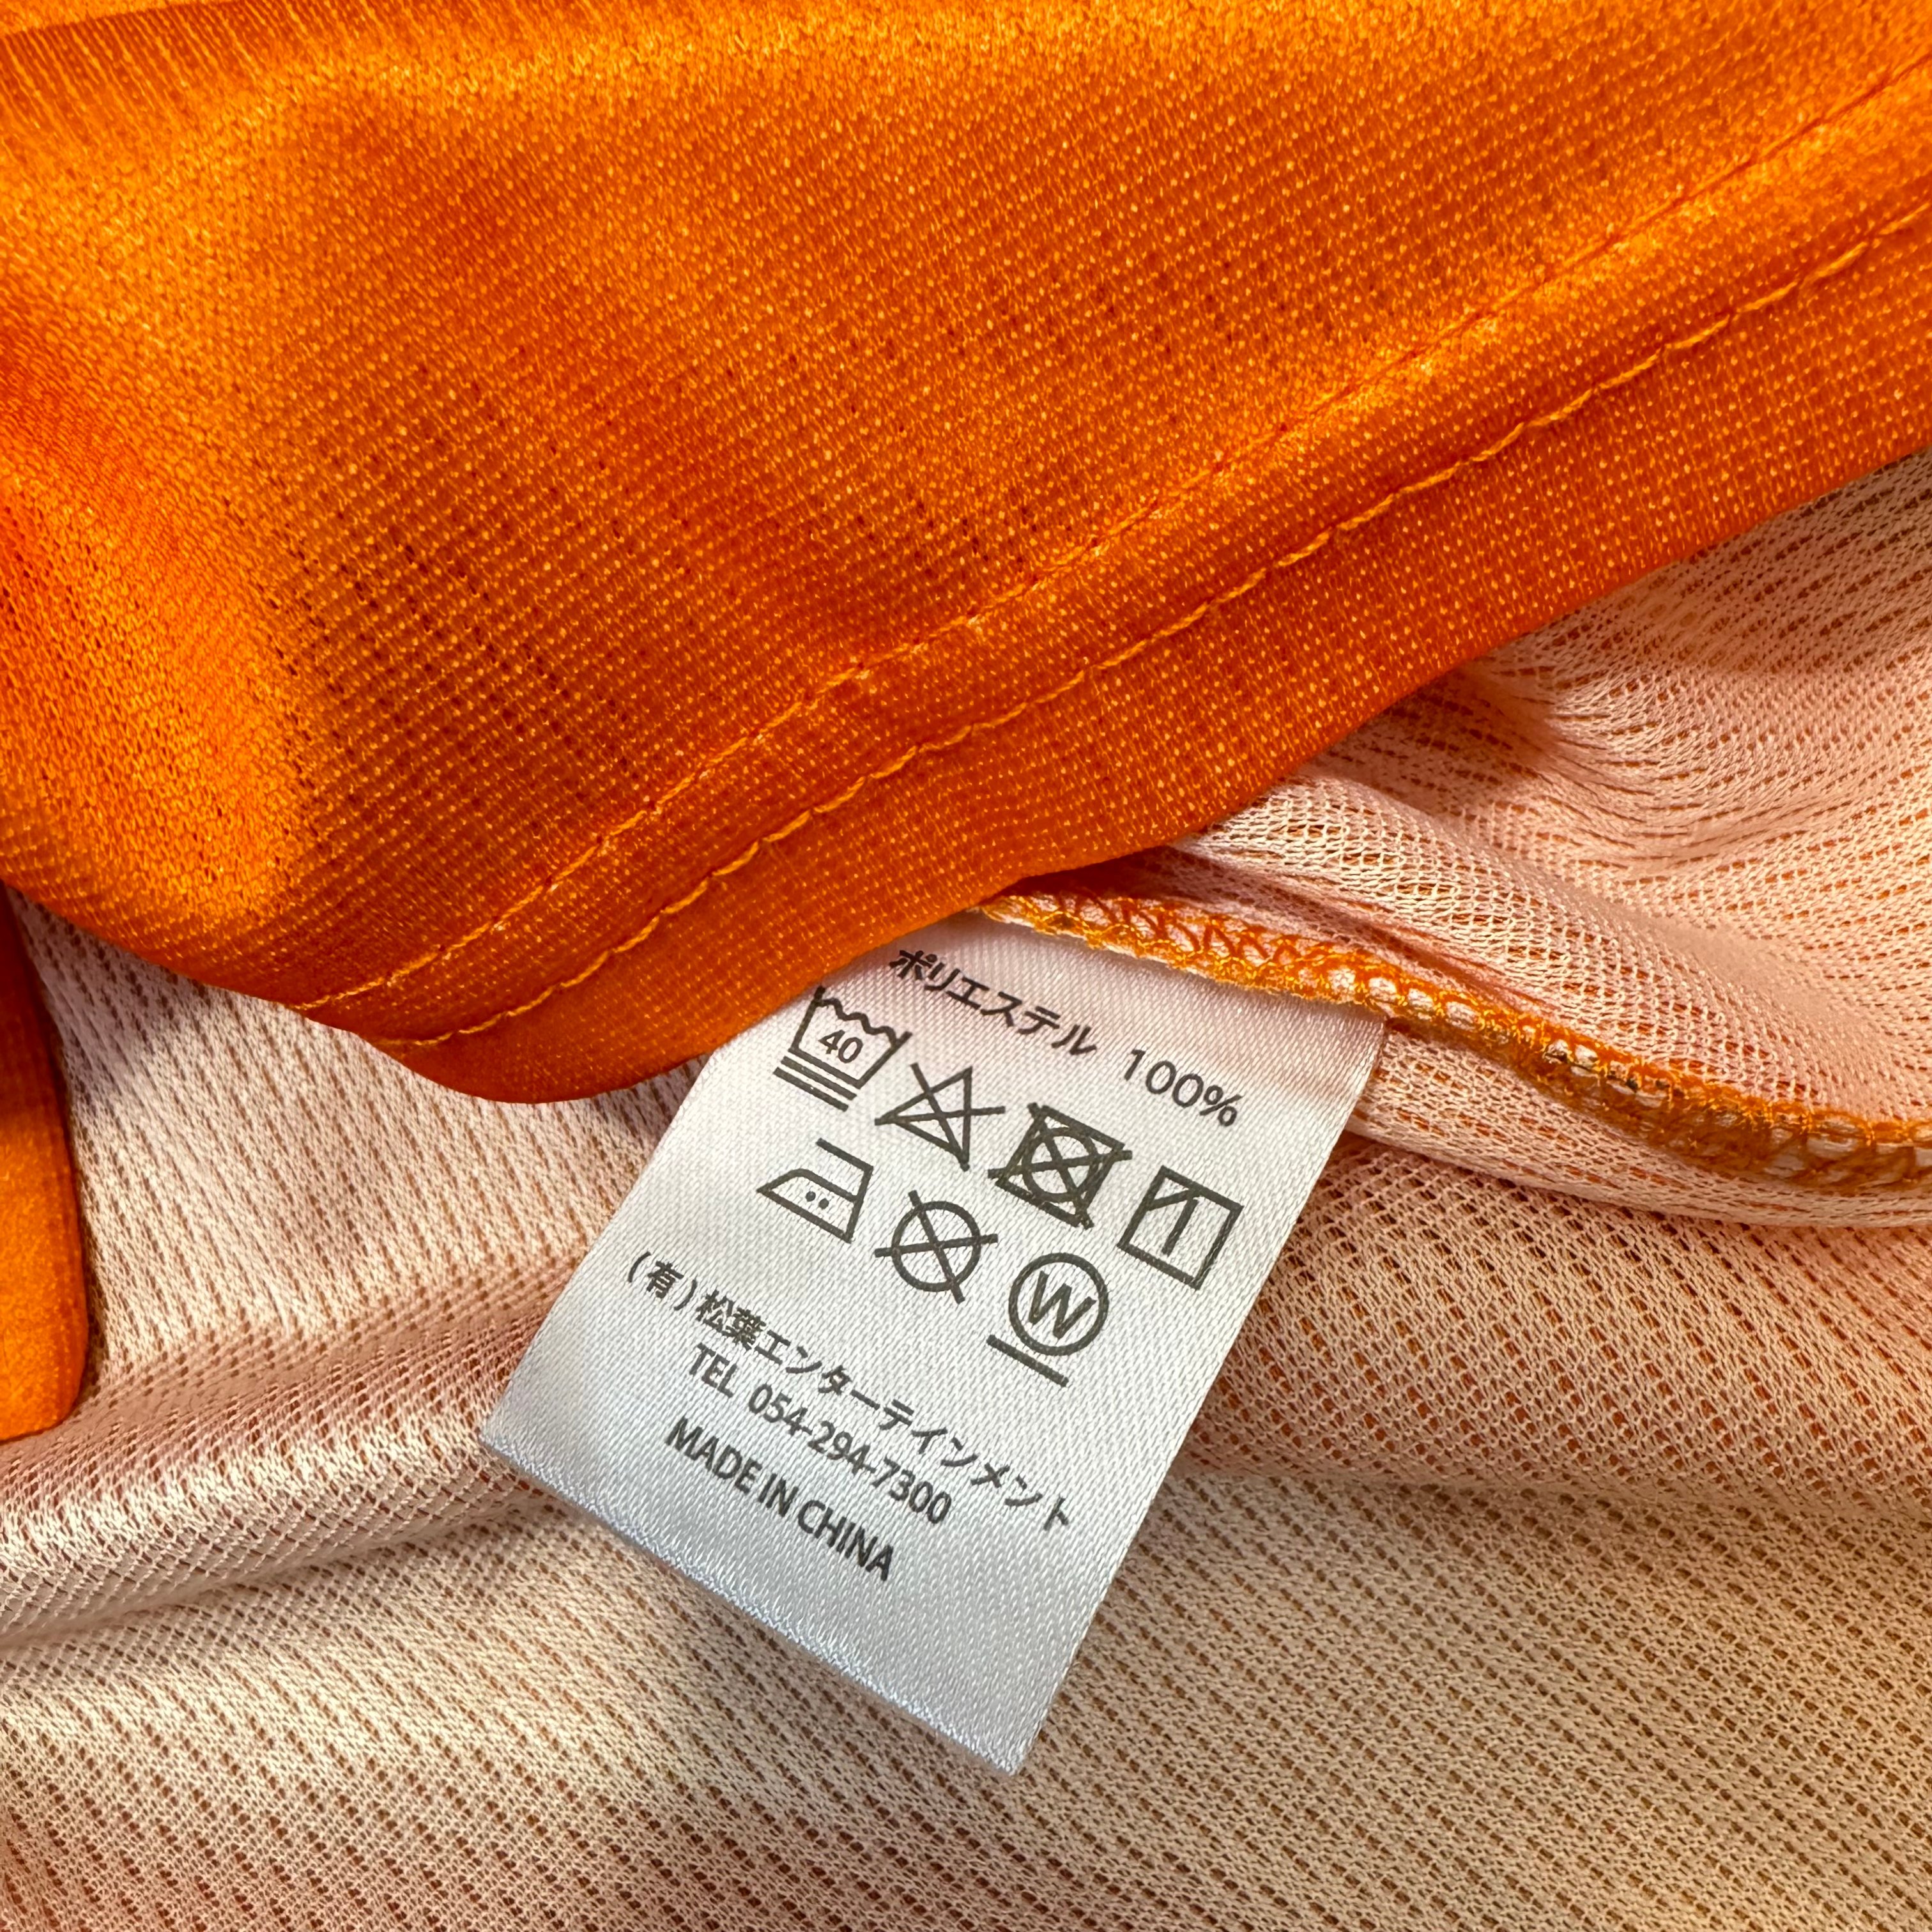 ポリエステル 100%
40
W
(有)松葉エンターテインメント
TEL 054-294-7300
MADE IN CHINA